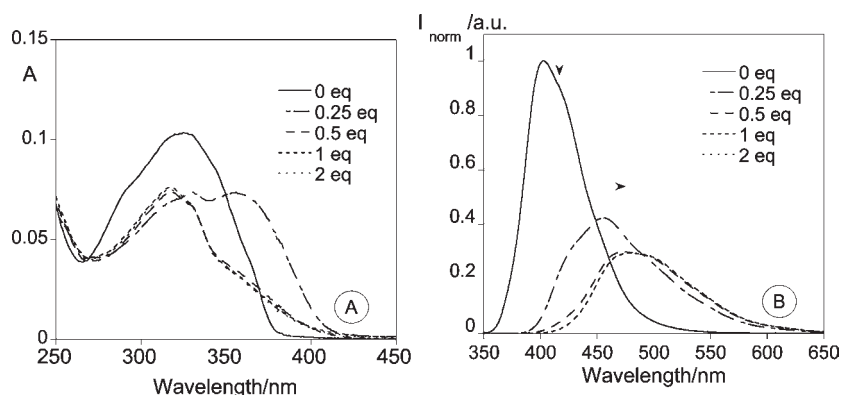 0.15
A
0.1
0.05
0
250
300
350
400
450
Wavelength/nm
0 eq
0.25 eq
0.5 eq
1 eq
2 eq
A
I norm /a.u.
1
0.8
0.6
0.4
0.2
0
350
400
450
500
550
600
650
Wavelength/nm
0 eq
0.25 eq
0.5 eq
1 eq
2 eq
B